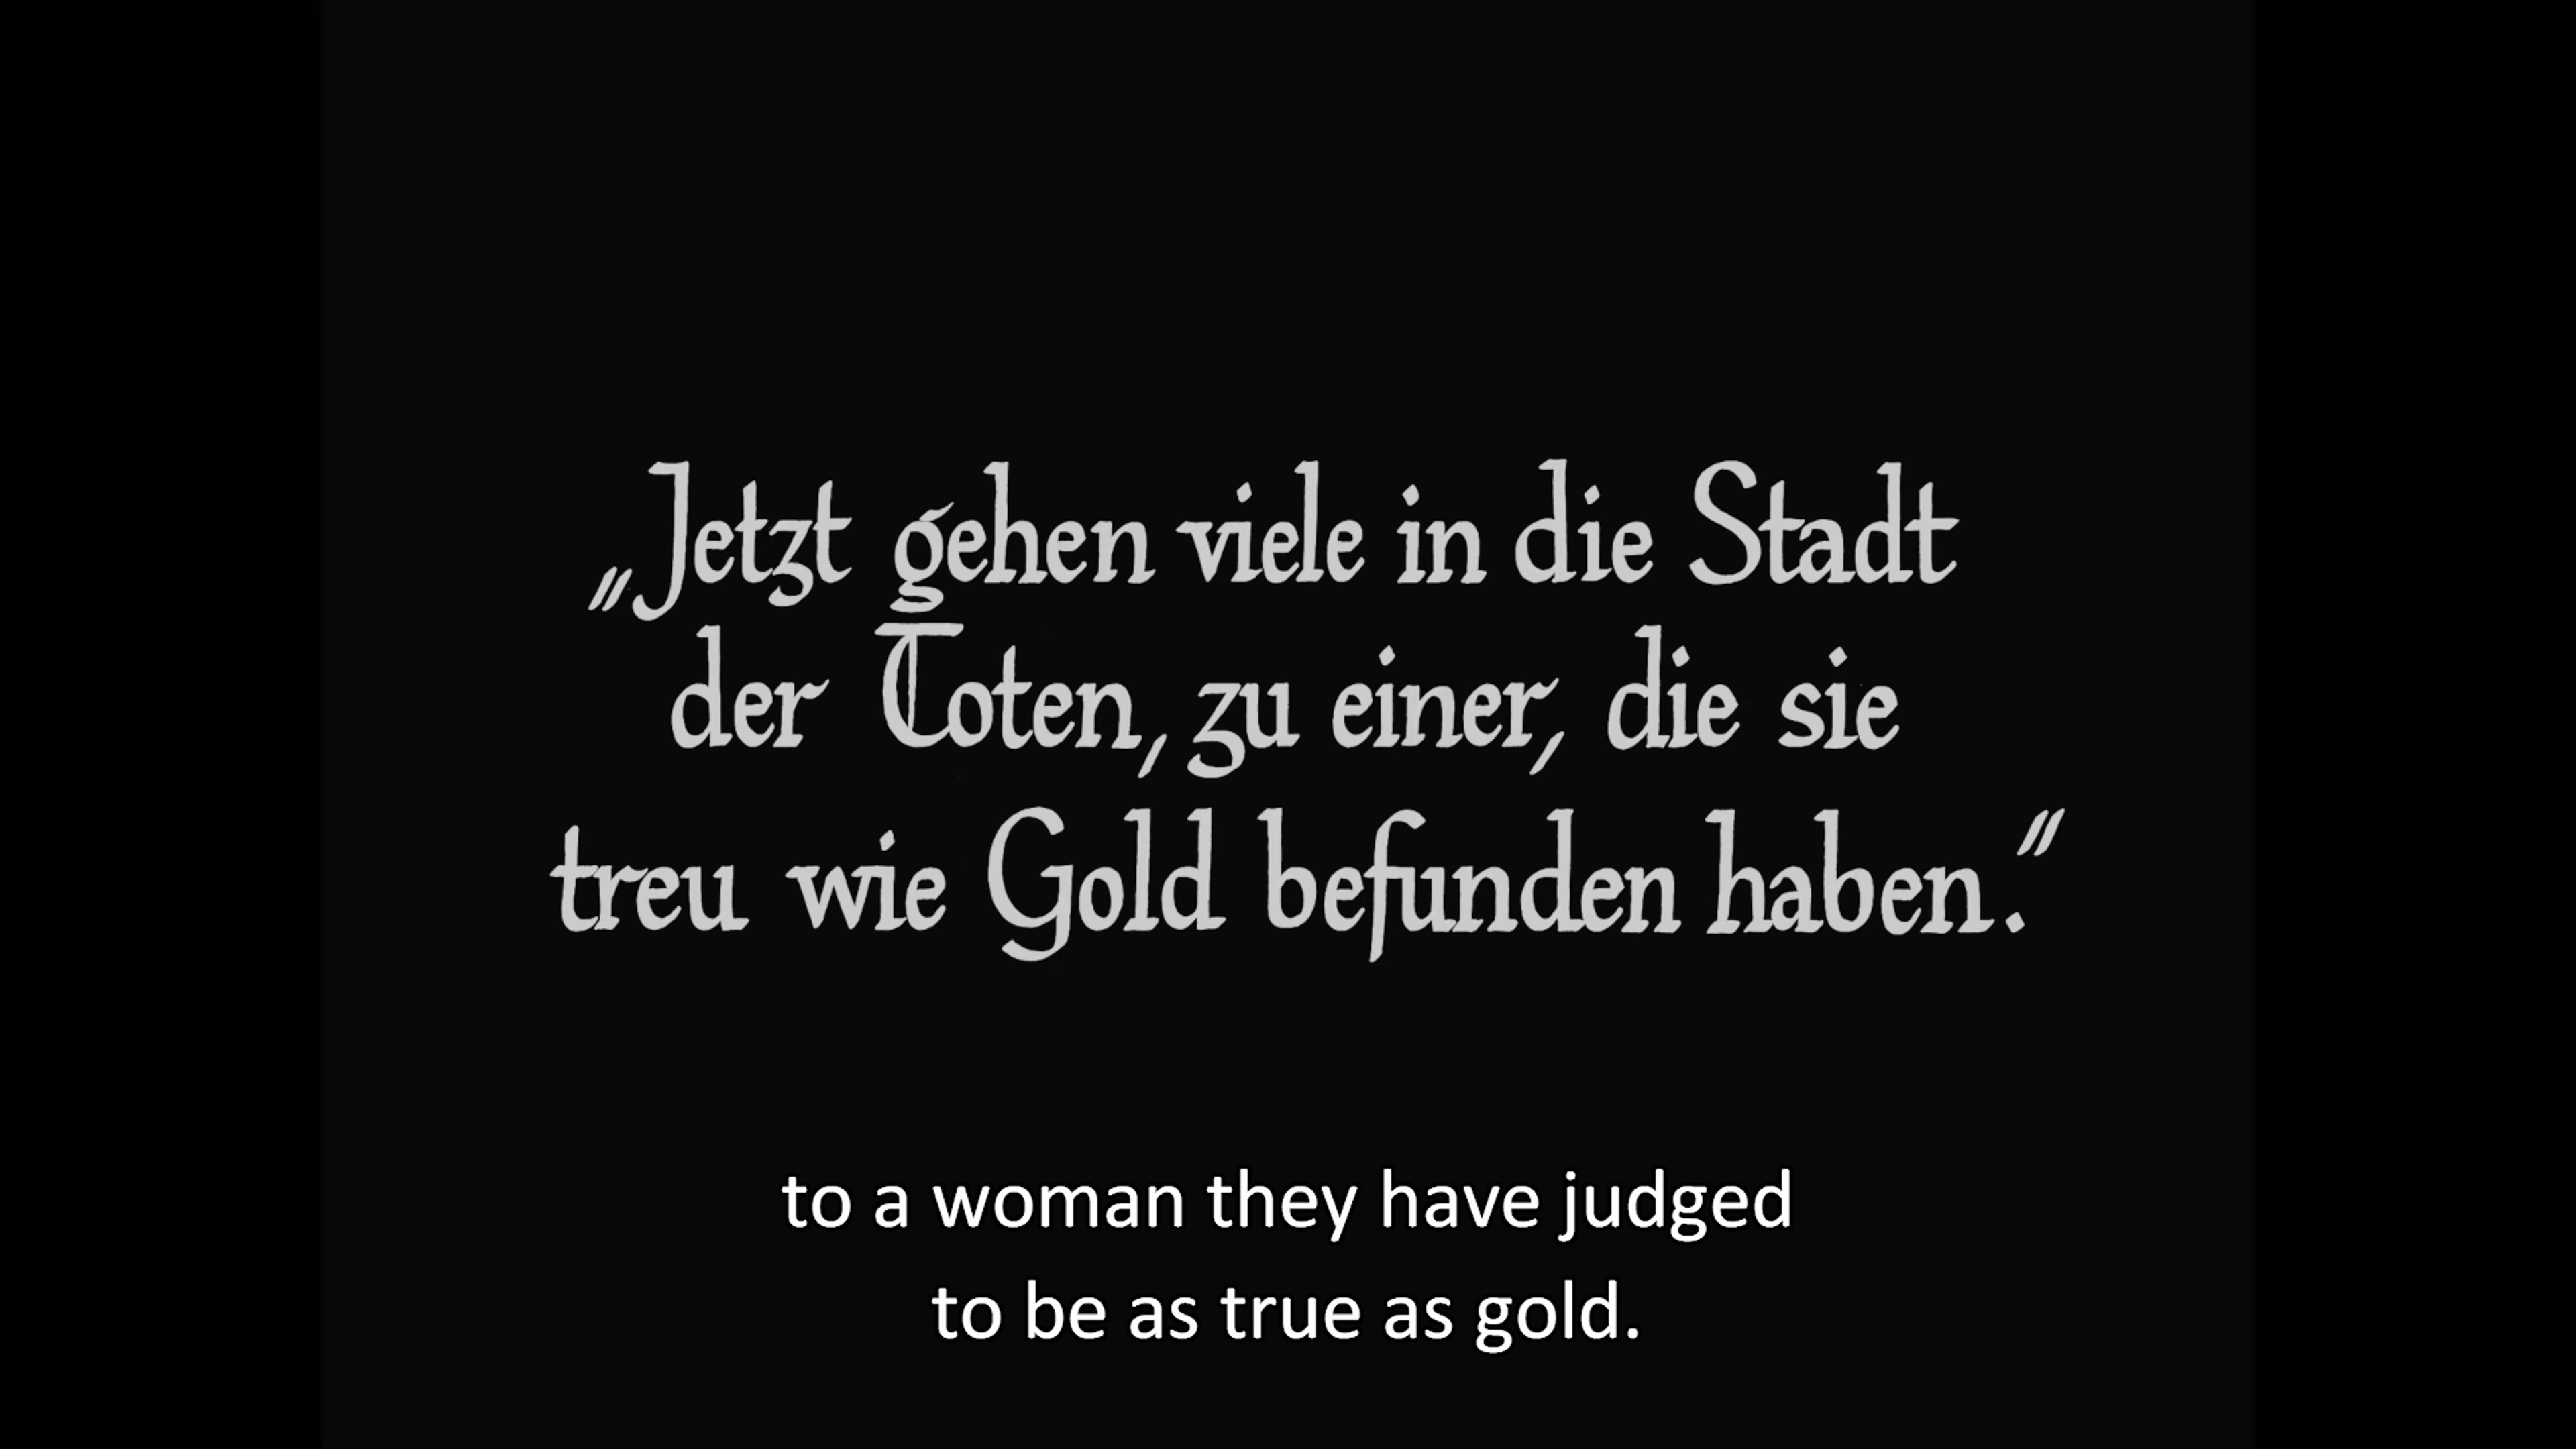 „Jetzt gehen viele in die Stadt
der Toten, zu einer, die sie
treu wie Gold befunden haben."
to a woman they have judged
to be as true as gold.